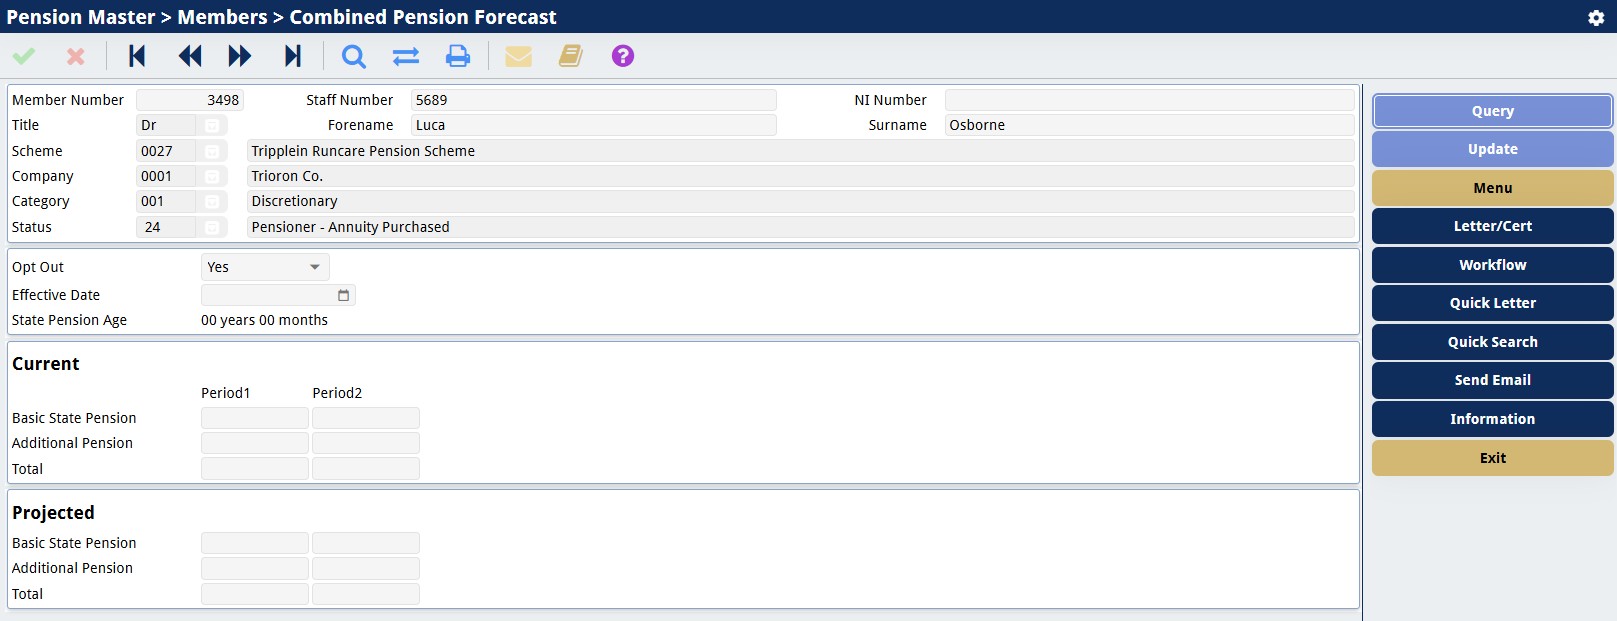 Pension Master > Members > Combined Pension Forecast
Member Number 3498 Staff Number 5689 NI Number
Title Dr Forename Luca Surname Osborne
Scheme 0027 Tripplein Runcare Pension Scheme
Company 0001 Trioron Co.
Category 001 Discretionary
Status 24 Pensioner - Annuity Purchased
Opt Out Yes
Effective Date
State Pension Age 00 years 00 months
Current
Period1 Period2
Basic State Pension
Additional Pension
Total
Projected
Basic State Pension
Additional Pension
Total
Query
Update
Menu
Letter/Cert
Workflow
Quick Letter
Quick Search
Send Email
Information
Exit